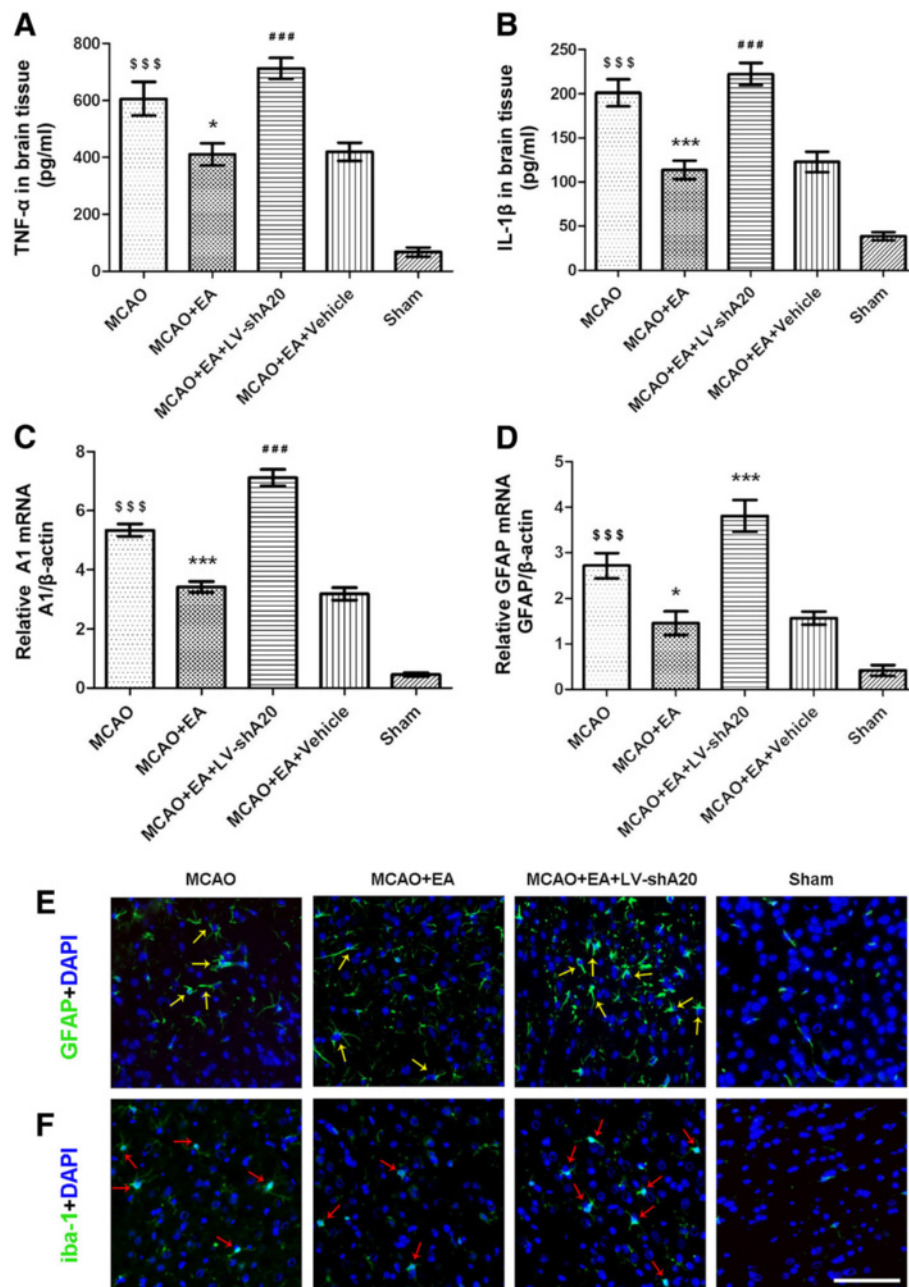 A
TNF-α in brain tissue
(pg/ml)
800
600
400
200
0
$$$
*
###
MCAO
MCAO+EA
MCAO+EA+LV-shA20
MCAO+EA+Vehicle
Sham
B
IL-1β in brain tissue
(pg/ml)
250
200
150
100
50
0
$$$
***
###
MCAO
MCAO+EA
MCAO+EA+LV-shA20
MCAO+EA+Vehicle
Sham
C
Relative A1 mRNA
A1/β-actin
8
6
4
2
0
$$$
***
###
MCAO
MCAO+EA
MCAO+EA+LV-shA20
MCAO+EA+Vehicle
Sham
D
Relative GFAP mRNA
GFAP/β-actin
5
4
3
2
1
0
$$$
*
***
MCAO
MCAO+EA
MCAO+EA+LV-shA20
MCAO+EA+Vehicle
Sham
MCAO MCAO+EA MCAO+EA+LV-shA20 Sham
E
GFAP+DAPI
F
iba-1+DAPI